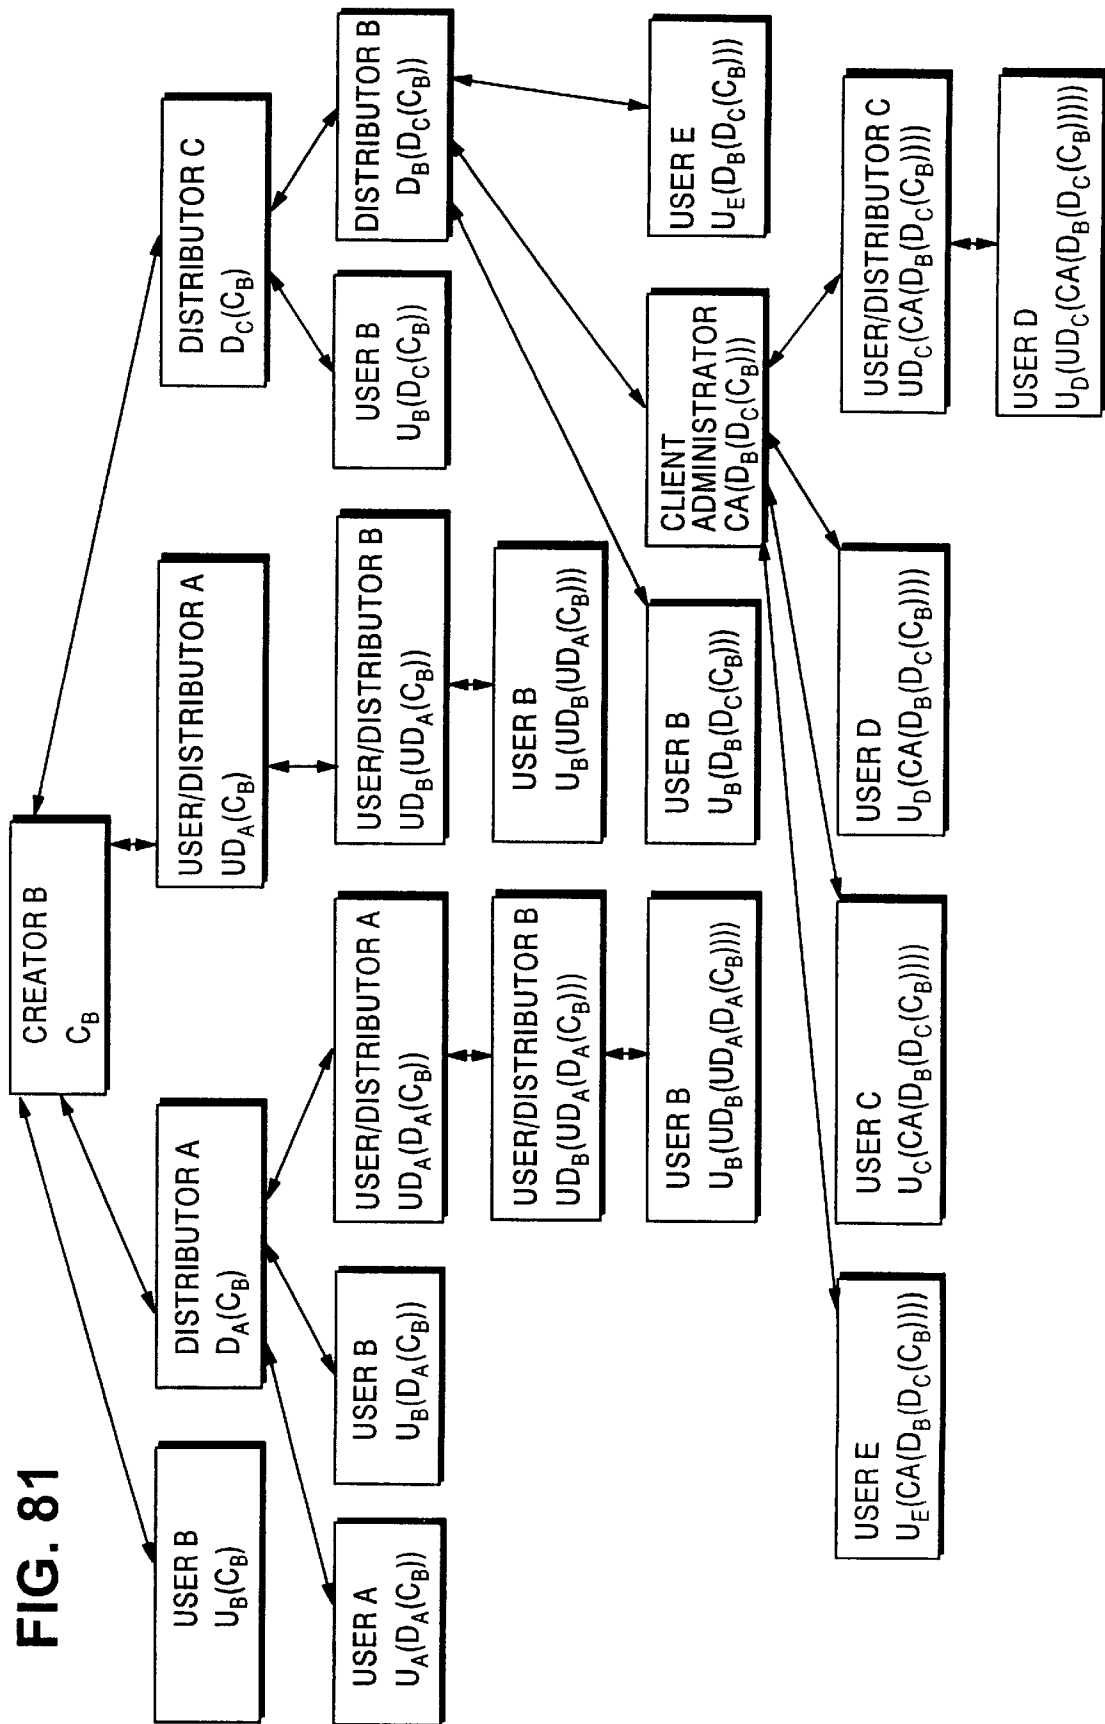 FIG. 81
CREATOR B
C_B
USER B
U_B(C_B)
DISTRIBUTOR A
D_A(C_B)
USER/DISTRIBUTOR A
UD_A(C_B)
DISTRIBUTOR C
D_C(C_B)
USER A
U_A(D_A(C_B))
USER B
U_B(D_A(C_B))
USER/DISTRIBUTOR A
UD_A(D_A(C_B))
USER/DISTRIBUTOR B
UD_B(UD_A(C_B))
USER B
U_B(D_C(C_B))
DISTRIBUTOR B
D_B(D_C(C_B))
USER/DISTRIBUTOR B
UD_B(UD_A(D_A(C_B)))
USER B
U_B(UD_B(UD_A(C_B)))
USER B
U_B(UD_B(UD_A(D_A(C_B))))
USER B
U_B(D_B(D_C(C_B)))
CLIENT
ADMINISTRATOR
CA(D_B(D_C(C_B)))
USER E
U_E(D_B(D_C(C_B)))
USER E
U_E(CA(D_B(D_C(C_B))))
USER C
U_C(CA(D_B(D_C(C_B))))
USER D
U_D(CA(D_B(D_C(C_B))))
USER/DISTRIBUTOR C
UD_C(CA(D_B(D_C(C_B))))
USER D
U_D(UD_C(CA(D_B(D_C(C_B)))))